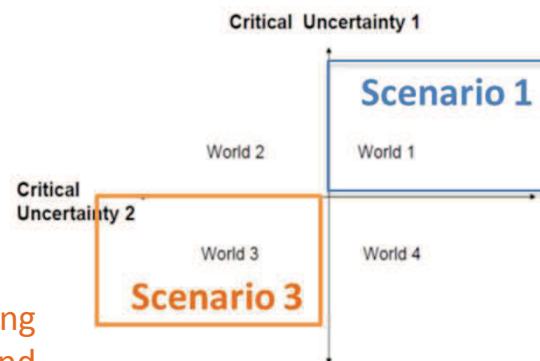 Critical Uncertainty 1
Scenario 1
World 2
World 1
Critical
Uncertainty 2
World 3
World 4
Scenario 3